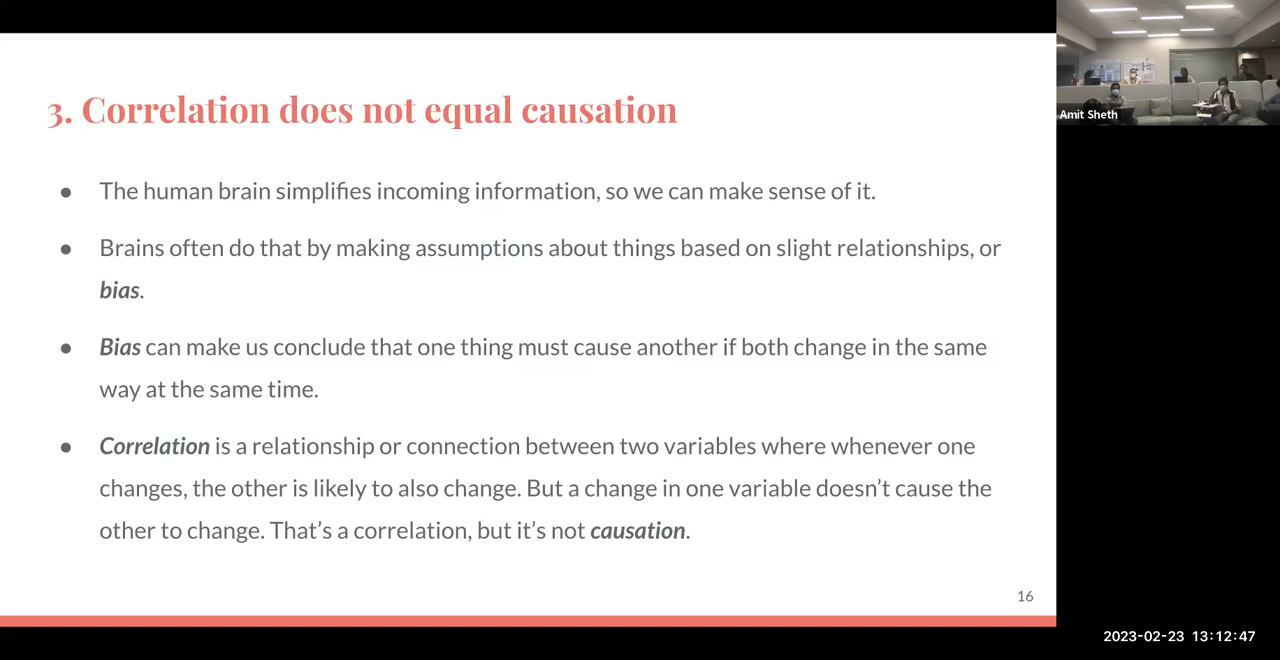 3. Correlation does not equal causation
● The human brain simplifies incoming information, so we can make sense of it.
● Brains often do that by making assumptions about things based on slight relationships, or
bias.
● Bias can make us conclude that one thing must cause another if both change in the same
way at the same time.
● Correlation is a relationship or connection between two variables where whenever one
changes, the other is likely to also change. But a change in one variable doesn’t cause the
other to change. That’s a correlation, but it’s not causation.
16
Amit Sheth
2023-02-23 13:12:47